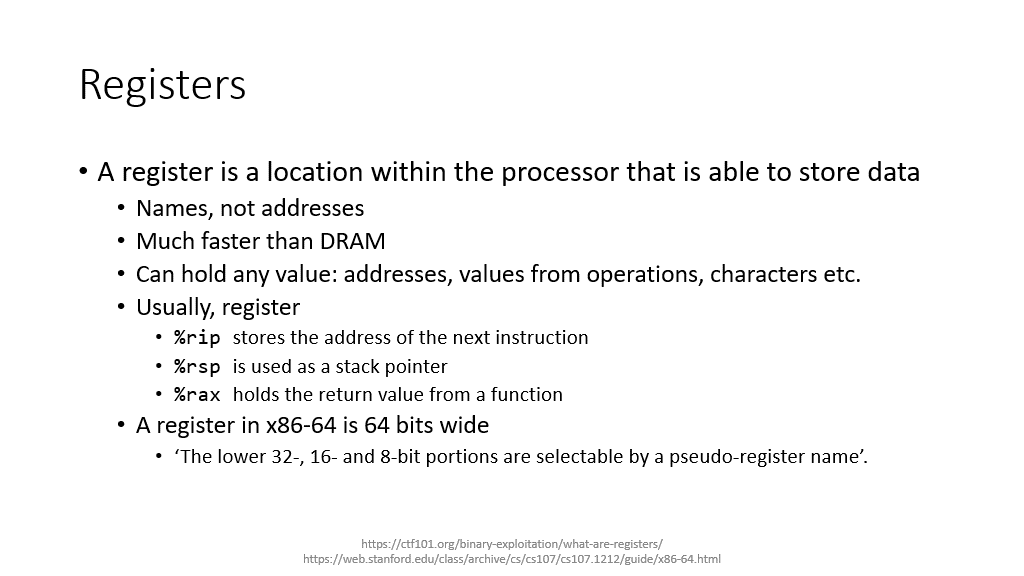 Registers
• A register is a location within the processor that is able to store data
• Names, not addresses
• Much faster than DRAM
• Can hold any value: addresses, values from operations, characters etc.
• Usually, register
• %rip stores the address of the next instruction
• %rsp is used as a stack pointer
• %rax holds the return value from a function
• A register in x86-64 is 64 bits wide
• ‘The lower 32-, 16- and 8-bit portions are selectable by a pseudo-register name’.
https://ctf101.org/binary-exploitation/what-are-registers/
https://web.stanford.edu/class/archive/cs/cs107/cs107.1212/guide/x86-64.html